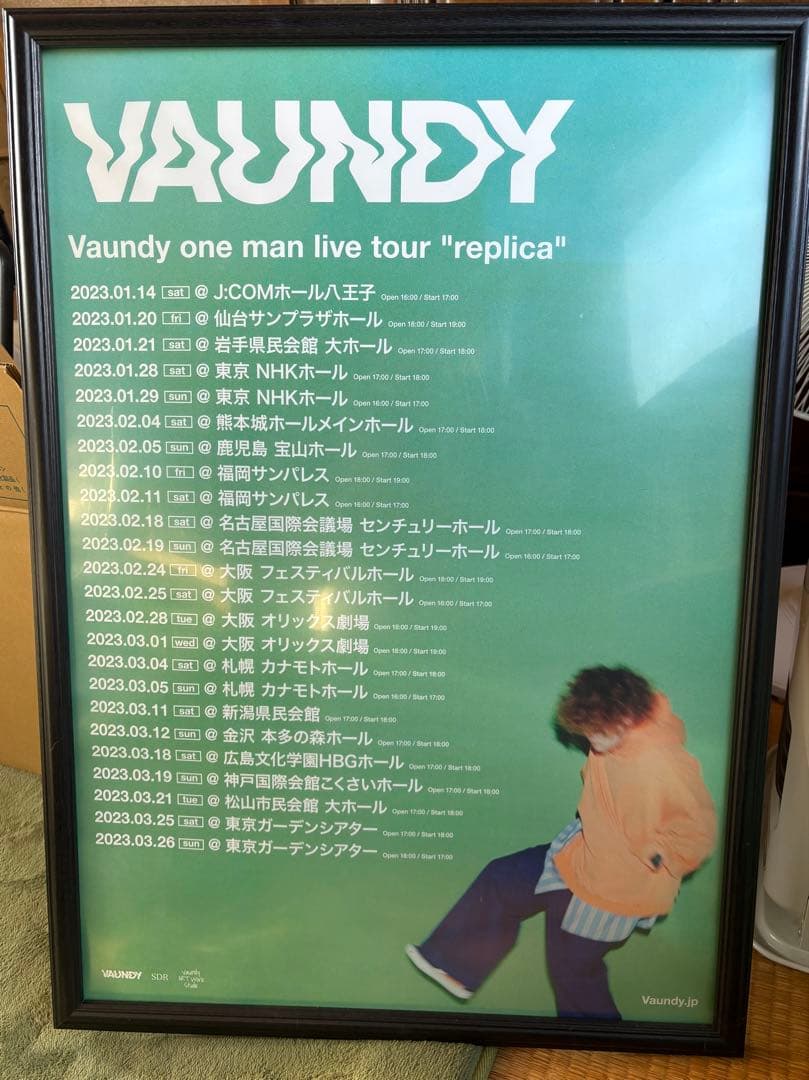 VAUNDY
Vaundy one man live tour "replica"
2023.01.14 sat @ J:COMホール八王子 Open 16:00 / Start 17:00
2023.01.20 fri @ 仙台サンプラザホール Open 18:00 / Start 19:00
2023.01.21 sat @ 岩手県民会館 大ホール Open 17:00 / Start 18:00
2023.01.28 sat @ 東京 NHKホール Open 17:00 / Start 18:00
2023.01.29 sun @ 東京 NHKホール Open 16:00 / Start 17:00
2023.02.04 sat @ 熊本城ホールメインホール Open 17:00 / Start 18:00
2023.02.05 sun @ 鹿児島 宝山ホール Open 17:00 / Start 18:00
2023.02.10 fri @ 福岡サンパレス Open 18:00 / Start 19:00
2023.02.11 sat @ 福岡サンパレス Open 16:00 / Start 17:00
2023.02.18 sat @ 名古屋国際会議場 センチュリーホール Open 17:00 / Start 18:00
2023.02.19 sun @ 名古屋国際会議場 センチュリーホール Open 16:00 / Start 17:00
2023.02.24 fri @ 大阪 フェスティバルホール Open 18:00 / Start 19:00
2023.02.25 sat @ 大阪 フェスティバルホール Open 16:00 / Start 17:00
2023.02.28 tue @ 大阪 オリックス劇場 Open 18:00 / Start 19:00
2023.03.01 wed @ 大阪 オリックス劇場 Open 18:00 / Start 19:00
2023.03.04 sat @ 札幌 カナモトホール Open 17:00 / Start 18:00
2023.03.05 sun @ 札幌 カナモトホール Open 16:00 / Start 17:00
2023.03.11 sat @ 新潟県民会館 Open 17:00 / Start 18:00
2023.03.12 sun @ 金沢 本多の森ホール Open 17:00 / Start 18:00
2023.03.18 sat @ 広島文化学園HBGホール Open 17:00 / Start 18:00
2023.03.19 sun @ 神戸国際会館こくさいホール Open 17:00 / Start 18:00
2023.03.21 tue @ 松山市民会館 大ホール Open 17:00 / Start 18:00
2023.03.25 sat @ 東京ガーデンシアター Open 17:00 / Start 18:00
2023.03.26 sun @ 東京ガーデンシアター Open 16:00 / Start 17:00
VAUNDY SDR Vaundy ART Work Studio
Vaundy.jp